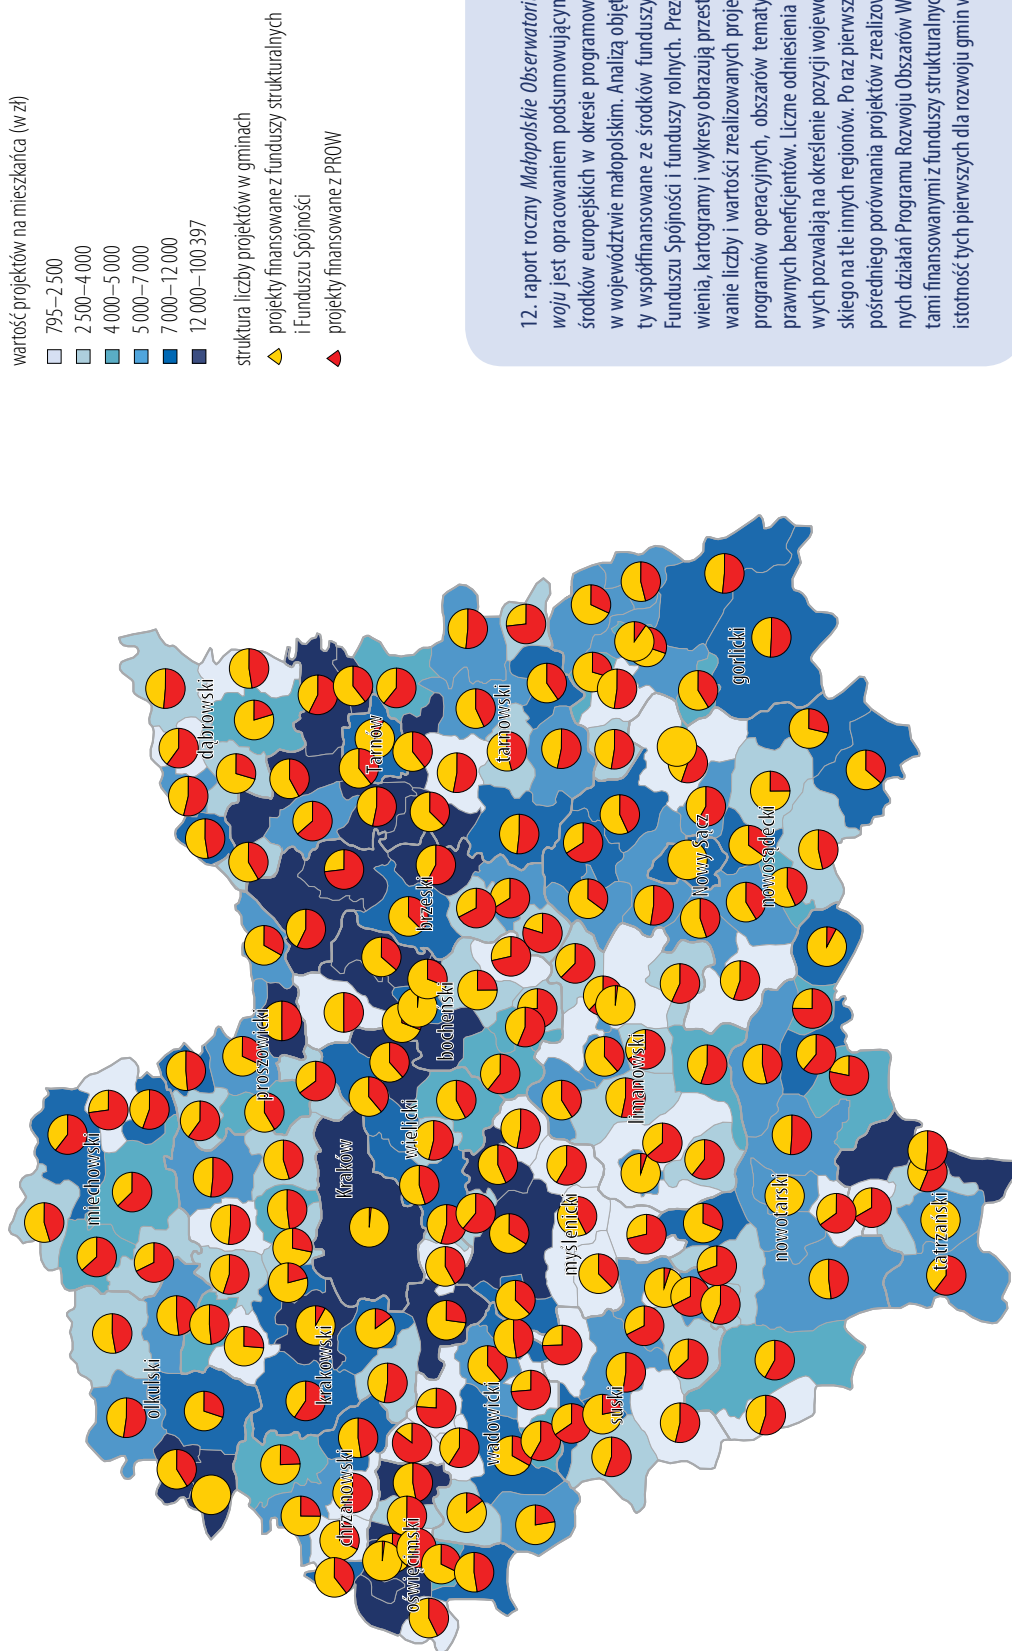 wartość projektów na mieszkańca (w zł)
795–2 500
2 500–4 000
4 000–5 000
5 000–7 000
7 000–12 000
12 000–100 397
struktura liczby projektów w gminach
projekty finansowane z funduszy strukturalnych
i Funduszu Spójności
projekty finansowane z PROW
12. raport roczny Małopolskie Obserwatori
woju jest opracowaniem podsumowującym
środków europejskich w okresie programow
w województwie małopolskim. Analizą objęt
ty współfinansowane ze środków funduszy
Funduszu Spójności i funduszy rolnych. Prez
wienia, kartogramy i wykresy obrazują przest
wanie liczby i wartości zrealizowanych proje
programów operacyjnych, obszarów tematy
prawnych beneficjentów. Liczne odniesienia
wych pozwalają na określenie pozycji wojew
skiego na tle innych regionów. Po raz pierwsz
pośredniego porównania projektów zrealizow
nych działań Programu Rozwoju Obszarów W
tami finansowanymi z funduszy strukturalnyc
istotność tych pierwszych dla rozwoju gmin w
miechowski
olkuski
dąbrowski
proszowicki
Kraków
krakowski
Tarnów
chrzanowski
wielicki
brzeski
bocheński
oświęcimski
wadowicki
tarnowski
myślenicki
suski
limanowski
Nowy Sącz
gorlicki
nowosądecki
nowotarski
tatrzański